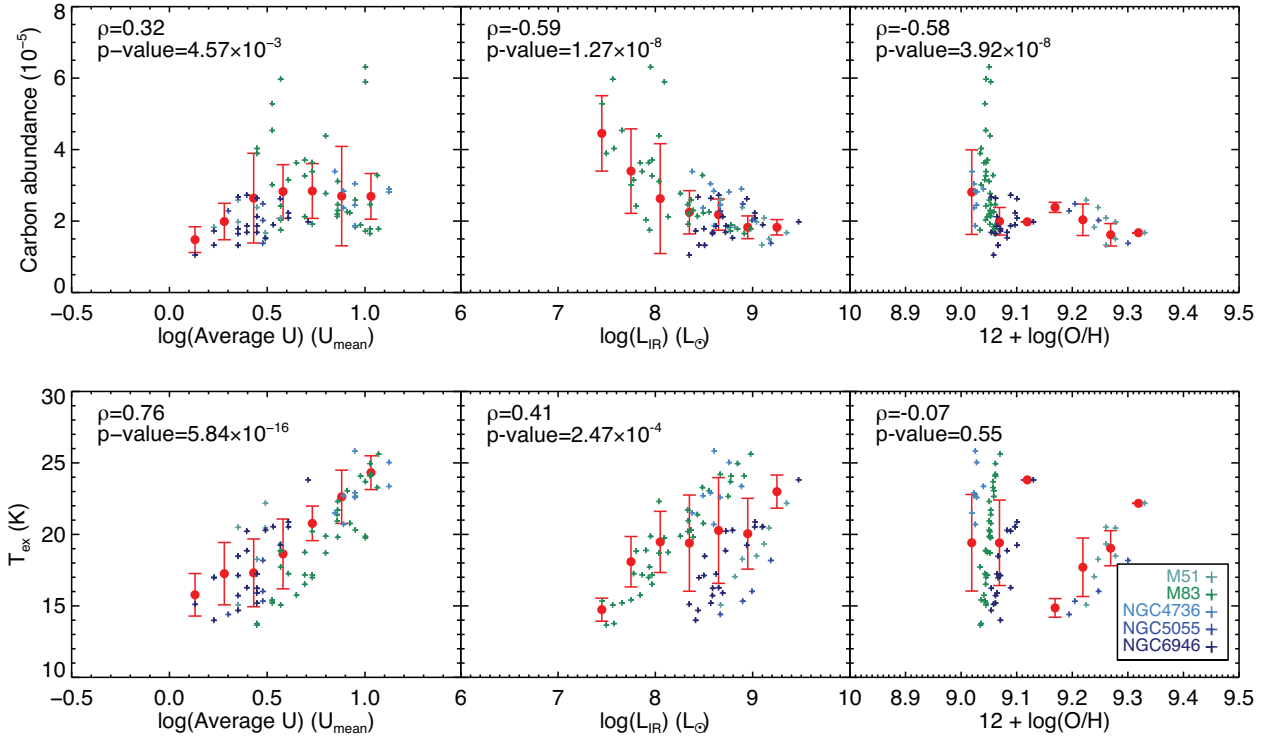 ρ=0.32
p-value=4.57×10⁻³
ρ=-0.59
p-value=1.27×10⁻⁸
ρ=-0.58
p-value=3.92×10⁻⁸
Carbon abundance (10⁻⁵)
8
6
4
2
0
-0.5 0.0 0.5 1.0 6 7 8 9 10 8.9 9.0 9.1 9.2 9.3 9.4 9.5
log(Average U) (U_mean) log(L_IR) (L_☉) 12 + log(O/H)
ρ=0.76
p-value=5.84×10⁻¹⁶
ρ=0.41
p-value=2.47×10⁻⁴
ρ=-0.07
p-value=0.55
T_ex (K)
30
25
20
15
10
M51 +
M83 +
NGC4736 +
NGC5055 +
NGC6946 +
-0.5 0.0 0.5 1.0 6 7 8 9 10 8.9 9.0 9.1 9.2 9.3 9.4 9.5
log(Average U) (U_mean) log(L_IR) (L_☉) 12 + log(O/H)